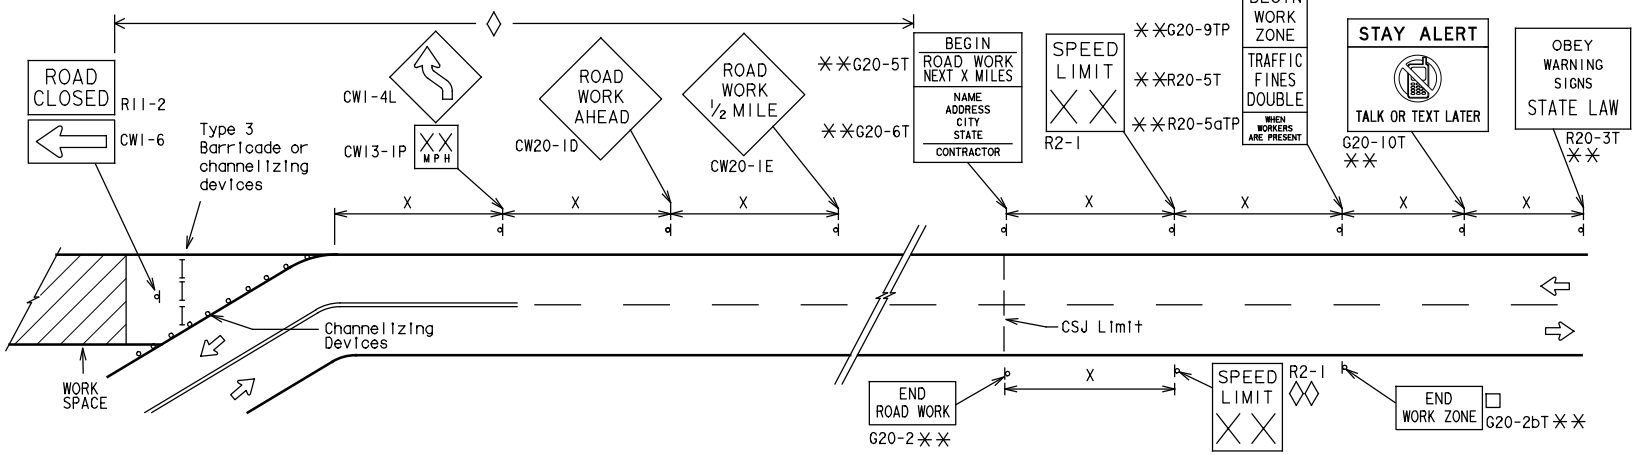 ROAD
CLOSED
R11-2
CW1-6
Type 3
Barricade or
channelizing
devices
CW1-4L
XX
MPH
CW13-1P
ROAD
WORK
AHEAD
CW20-1D
ROAD
WORK
1/2 MILE
CW20-1E
**G20-5T
BEGIN
ROAD WORK
NEXT X MILES
**G20-6T
NAME
ADDRESS
CITY
STATE
CONTRACTOR
SPEED
LIMIT
XX
R2-1
**G20-9TP
BEGIN
WORK
ZONE
**R20-5T
TRAFFIC
FINES
DOUBLE
**R20-5aTP
WHEN
WORKERS
ARE PRESENT
STAY ALERT
TALK OR TEXT LATER
G20-10T
**
OBEY
WARNING
SIGNS
STATE LAW
R20-3T
**
X
X
X
X
X
X
X
Channelizing
Devices
CSJ Limit
WORK
SPACE
END
ROAD WORK
G20-2**
X
SPEED
LIMIT
XX
R2-1
END
WORK ZONE
G20-2bT**